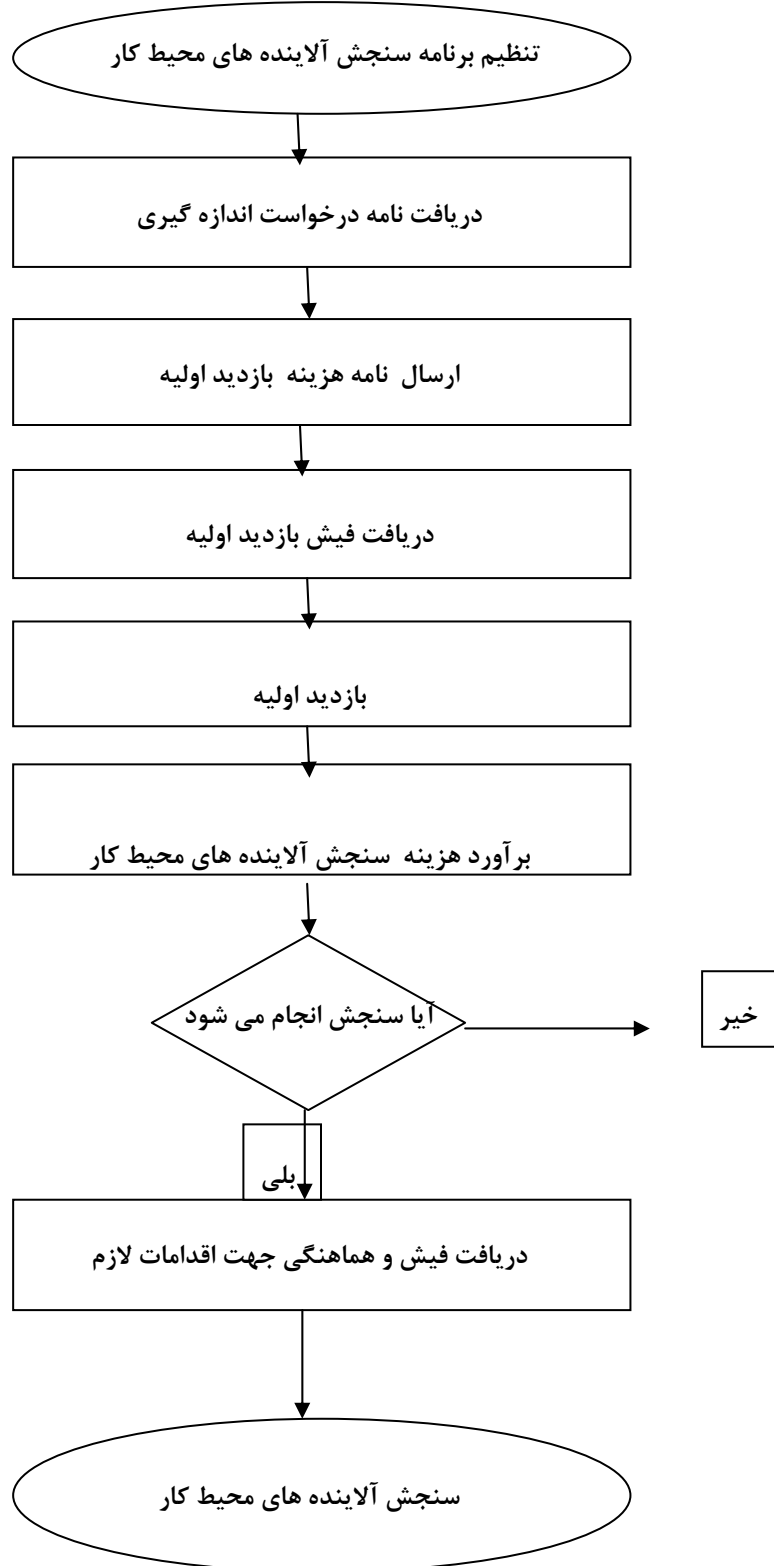 تنظیم برنامه سنجش آلاینده های محیط کار
دریافت نامه درخواست اندازه گیری
ارسال نامه هزینه بازدید اولیه
دریافت فیش بازدید اولیه
بازدید اولیه
برآورد هزینه سنجش آلاینده های محیط کار
آیا سنجش انجام می شود
خیر
بلی
دریافت فیش و هماهنگی جهت اقدامات لازم
سنجش آلاینده های محیط کار